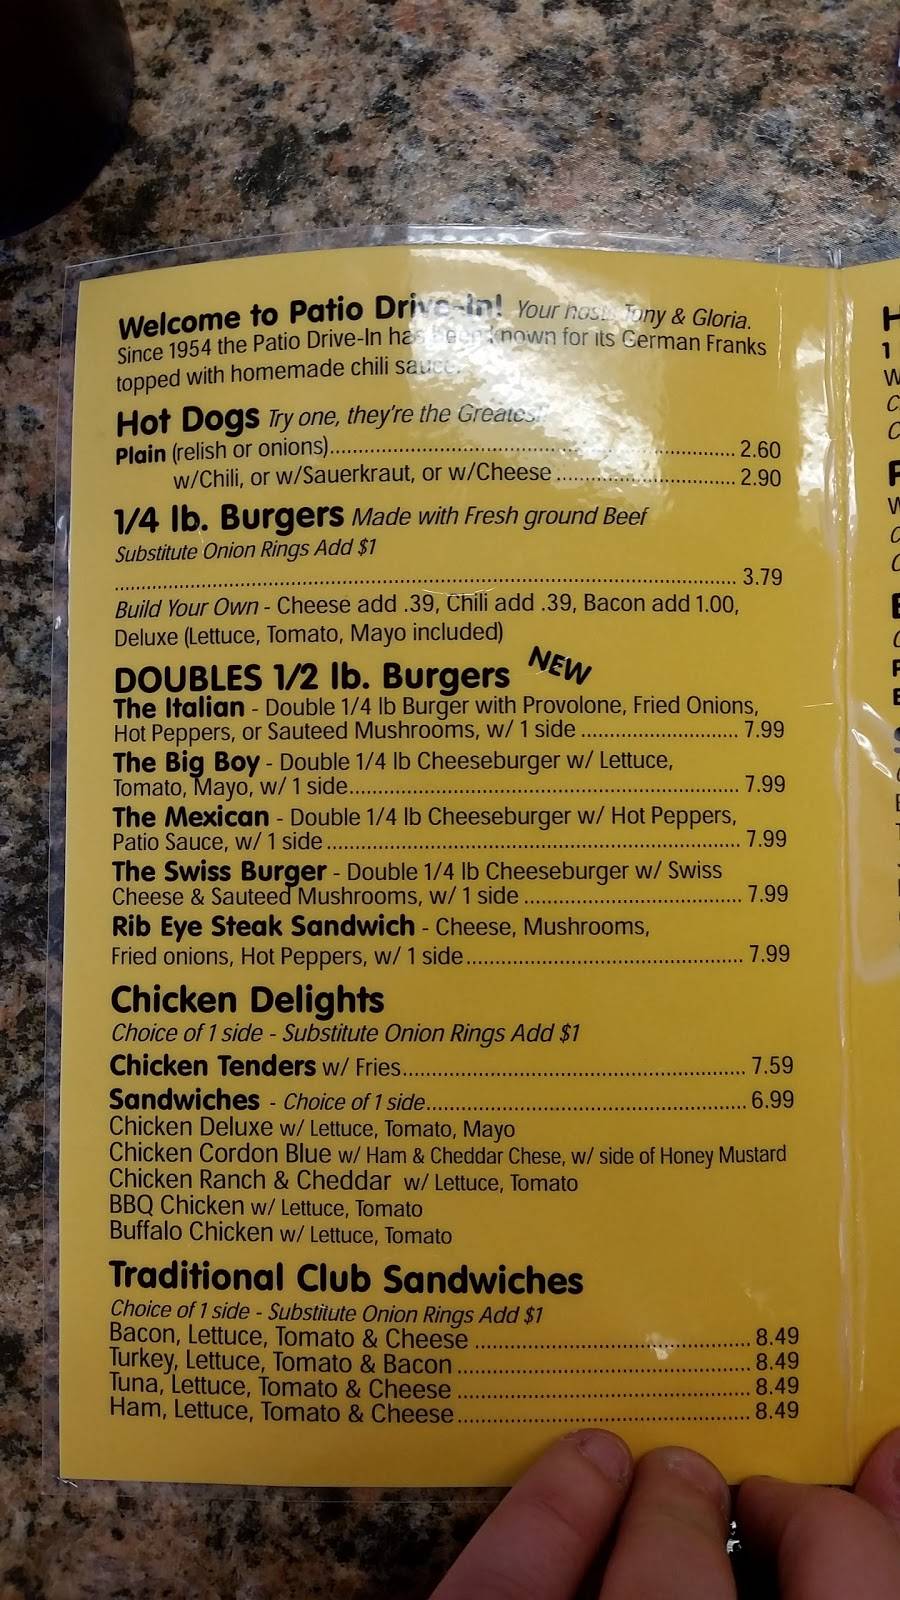 Welcome to Patio Drive-In! Your hosts Tony & Gloria.
Since 1954 the Patio Drive-In has been known for its German Franks
topped with homemade chili sauce.
Hot Dogs Try one, they're the Greatest!
Plain (relish or onions)........ 2.60
w/Chili, or w/Sauerkraut, or w/Cheese ........ 2.90
1/4 lb. Burgers Made with Fresh ground Beef
Substitute Onion Rings Add $1
........ 3.79
Build Your Own - Cheese add .39, Chili add .39, Bacon add 1.00,
Deluxe (Lettuce, Tomato, Mayo included)
DOUBLES 1/2 lb. Burgers NEW
The Italian - Double 1/4 lb Burger with Provolone, Fried Onions,
Hot Peppers, or Sauteed Mushrooms, w/ 1 side ........ 7.99
The Big Boy - Double 1/4 lb Cheeseburger w/ Lettuce,
Tomato, Mayo, w/ 1 side........ 7.99
The Mexican - Double 1/4 lb Cheeseburger w/ Hot Peppers,
Patio Sauce, w/ 1 side ........ 7.99
The Swiss Burger - Double 1/4 lb Cheeseburger w/ Swiss
Cheese & Sauteed Mushrooms, w/ 1 side ........ 7.99
Rib Eye Steak Sandwich - Cheese, Mushrooms,
Fried onions, Hot Peppers, w/ 1 side........ 7.99
Chicken Delights
Choice of 1 side - Substitute Onion Rings Add $1
Chicken Tenders w/ Fries........ 7.59
Sandwiches - Choice of 1 side........ 6.99
Chicken Deluxe w/ Lettuce, Tomato, Mayo
Chicken Cordon Blue w/ Ham & Cheddar Chese, w/ side of Honey Mustard
Chicken Ranch & Cheddar w/ Lettuce, Tomato
BBQ Chicken w/ Lettuce, Tomato
Buffalo Chicken w/ Lettuce, Tomato
Traditional Club Sandwiches
Choice of 1 side - Substitute Onion Rings Add $1
Bacon, Lettuce, Tomato & Cheese ........ 8.49
Turkey, Lettuce, Tomato & Bacon ........ 8.49
Tuna, Lettuce, Tomato & Cheese ........ 8.49
Ham, Lettuce, Tomato & Cheese ........ 8.49